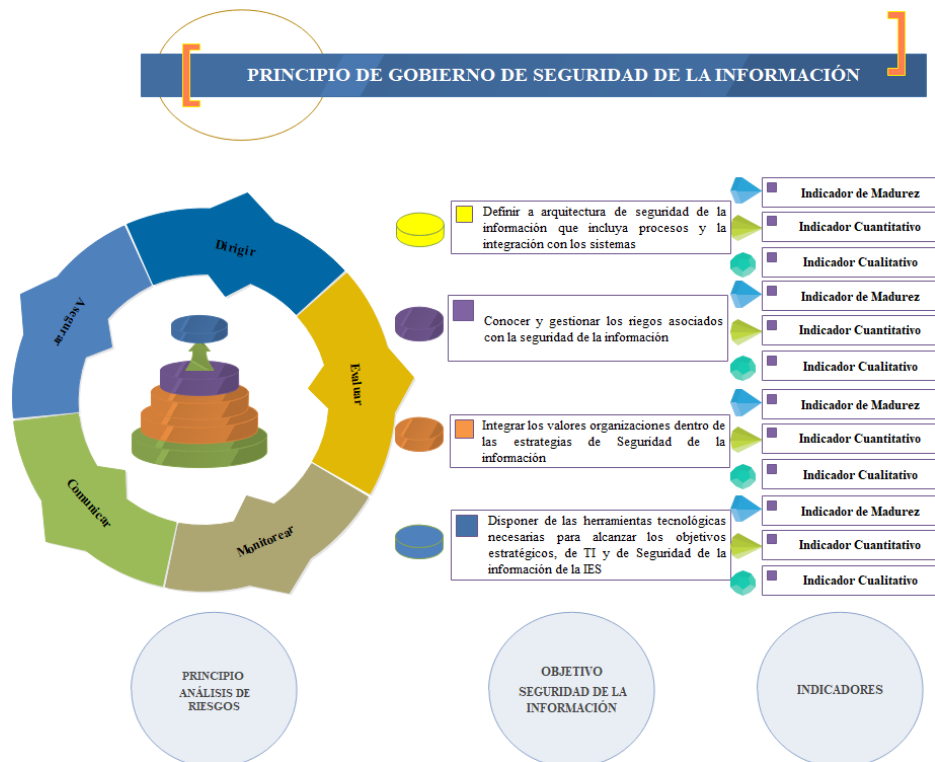 PRINCIPIO DE GOBIERNO DE SEGURIDAD DE LA INFORMACIÓN
Dirigir
Evaluar
Monitorear
Comunicar
Asegurar
Definir a arquitectura de seguridad de la
información que incluya procesos y la
integración con los sistemas
Indicador de Madurez
Indicador Cuantitativo
Indicador Cualitativo
Conocer y gestionar los riegos asociados
con la seguridad de la información
Indicador de Madurez
Indicador Cuantitativo
Indicador Cualitativo
Integrar los valores organizaciones dentro de
las estrategias de Seguridad de la
información
Indicador de Madurez
Indicador Cuantitativo
Indicador Cualitativo
Disponer de las herramientas tecnológicas
necesarias para alcanzar los objetivos
estratégicos, de TI y de Seguridad de la
información de la IES
Indicador de Madurez
Indicador Cuantitativo
Indicador Cualitativo
PRINCIPIO
ANÁLISIS DE
RIESGOS
OBJETIVO
SEGURIDAD DE LA
INFORMACIÓN
INDICADORES